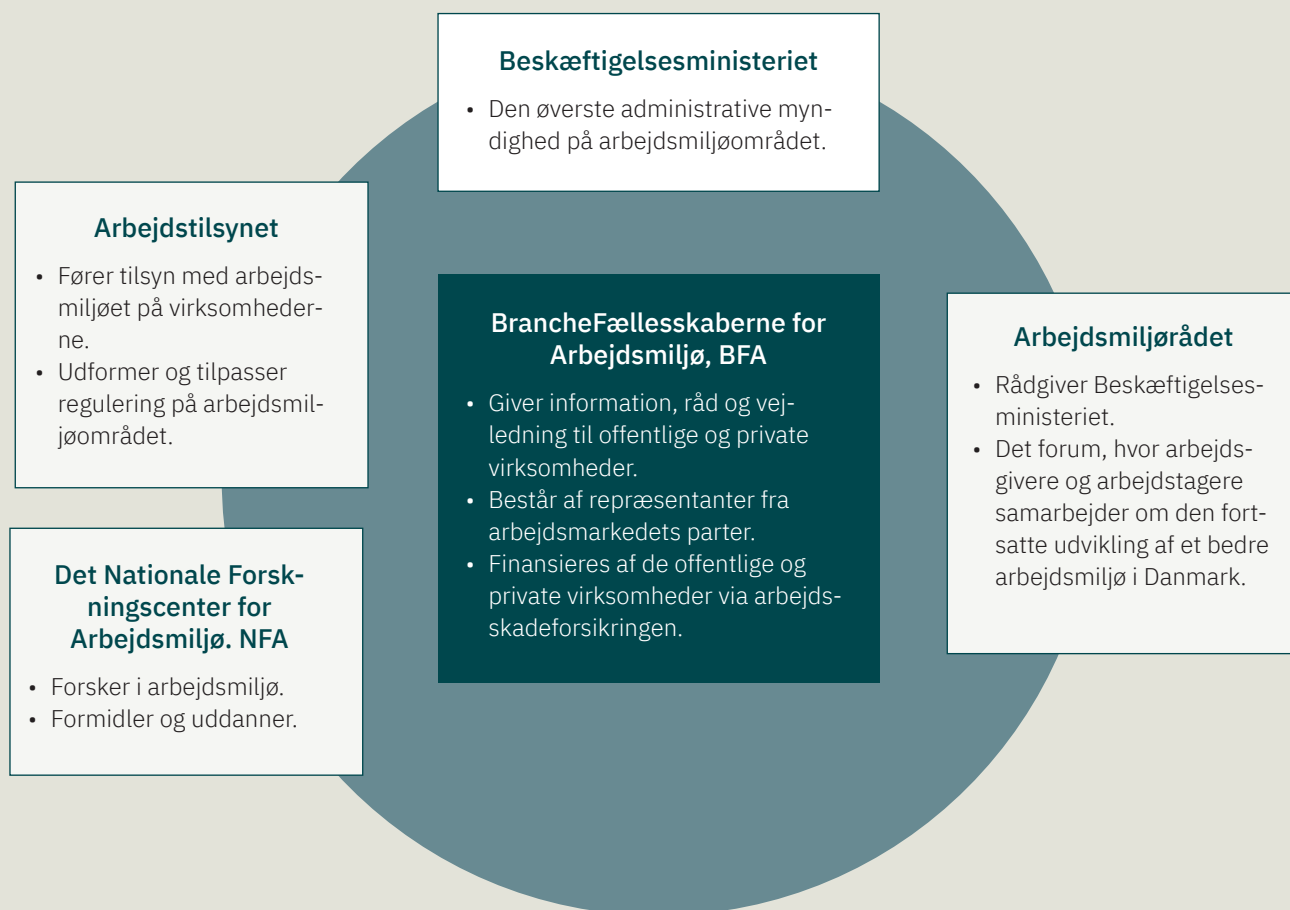 Beskæftigelsesministeriet
• Den øverste administrative myn-
dighed på arbejdsmiljøområdet.
Arbejdstilsynet
• Fører tilsyn med arbejds-
miljøet på virksomheder-
ne.
• Udformer og tilpasser
regulering på arbejdsmil-
jøområdet.
BrancheFællesskaberne for
Arbejdsmiljø, BFA
• Giver information, råd og vej-
ledning til offentlige og private
virksomheder.
• Består af repræsentanter fra
arbejdsmarkedets parter.
• Finansieres af de offentlige og
private virksomheder via arbejds-
skadeforsikringen.
Arbejdsmiljørådet
• Rådgiver Beskæftigelses-
ministeriet.
• Det forum, hvor arbejds-
givere og arbejdstagere
samarbejder om den fort-
satte udvikling af et bedre
arbejdsmiljø i Danmark.
Det Nationale Forsk-
ningscenter for
Arbejdsmiljø. NFA
• Forsker i arbejdsmiljø.
• Formidler og uddanner.